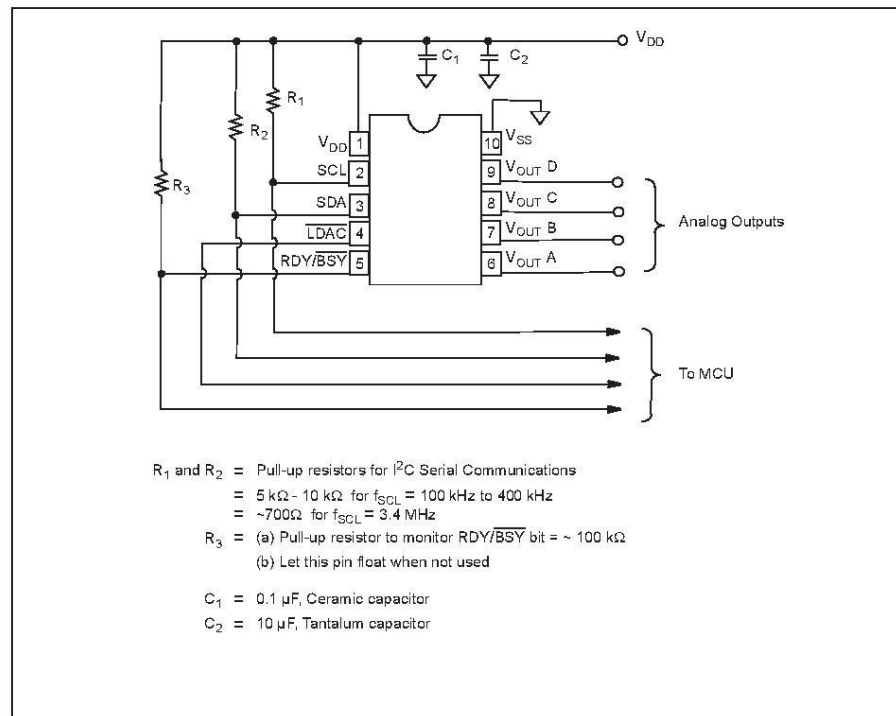 V_DD
C_1
C_2
R_1
R_2
R_3
V_DD 1
SCL 2
SDA 3
L̅D̅A̅C̅ 4
RDY/B̅S̅Y̅ 5
10 V_SS
9 V_OUT D
8 V_OUT C
7 V_OUT B
6 V_OUT A
Analog Outputs
To MCU
R_1 and R_2 = Pull-up resistors for I²C Serial Communications
= 5 kΩ - 10 kΩ for f_SCL = 100 kHz to 400 kHz
= ~700Ω for f_SCL = 3.4 MHz
R_3 = (a) Pull-up resistor to monitor RDY/B̅S̅Y̅ bit = ~ 100 kΩ
(b) Let this pin float when not used
C_1 = 0.1 µF, Ceramic capacitor
C_2 = 10 µF, Tantalum capacitor